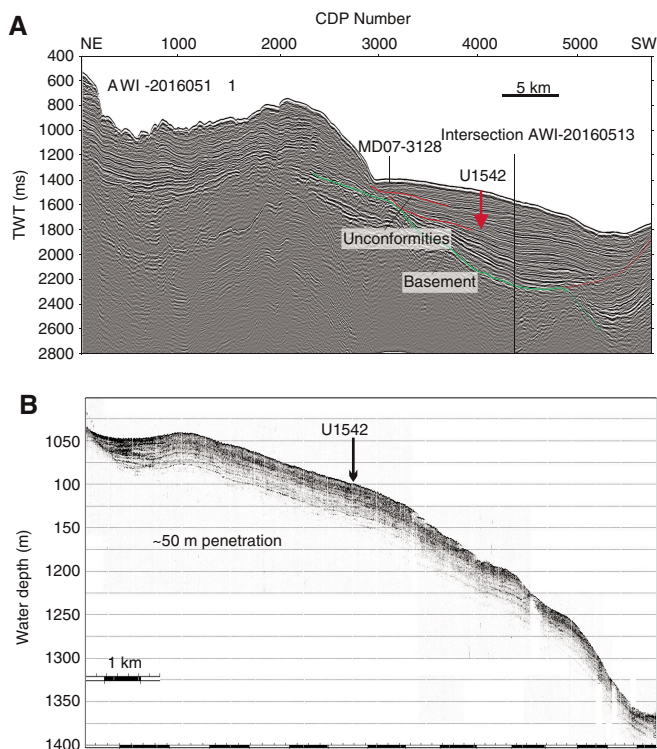 A
CDP Number
NE 1000 2000 3000 4000 5000 SW
400
600
800
1000
1200
1400
1600
1800
2000
2200
2400
2600
2800
TWT (ms)
AWI -2016051 1
5 km
Intersection AWI-20160513
MD07-3128
U1542
Unconformities
Basement
B
U1542
1050
100
150
1200
1250
1300
1350
1400
Water depth (m)
~50 m penetration
1 km